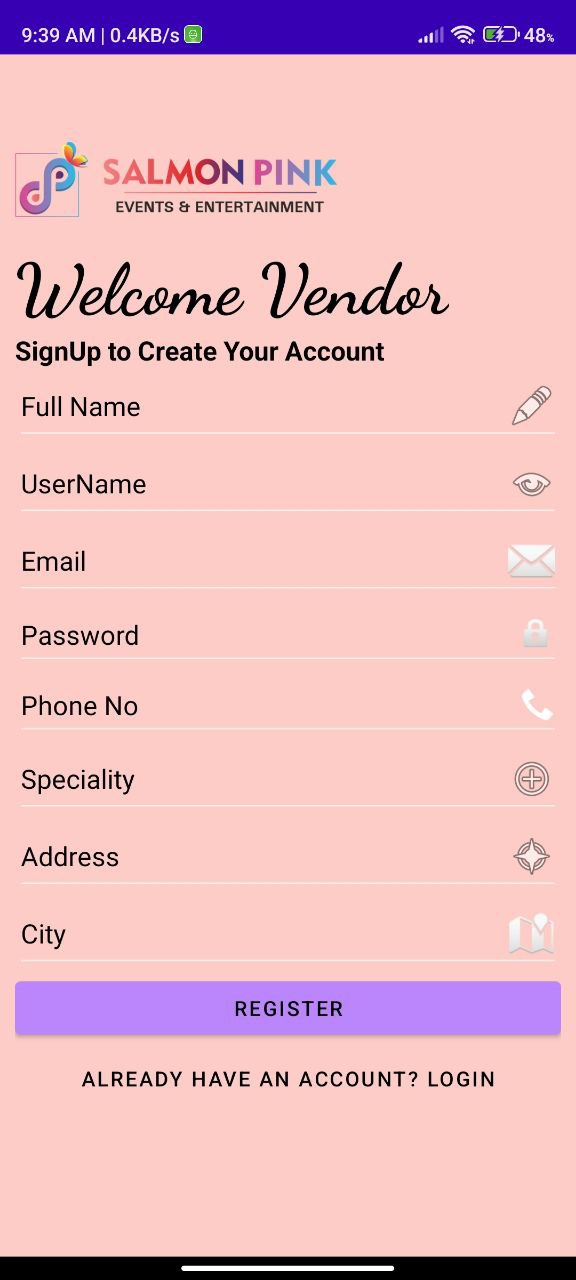 9:39 AM | 0.4KB/s 48%
SALMON PINK
EVENTS & ENTERTAINMENT
Welcome Vendor
SignUp to Create Your Account
Full Name
UserName
Email
Password
Phone No
Speciality
Address
City
REGISTER
ALREADY HAVE AN ACCOUNT? LOGIN